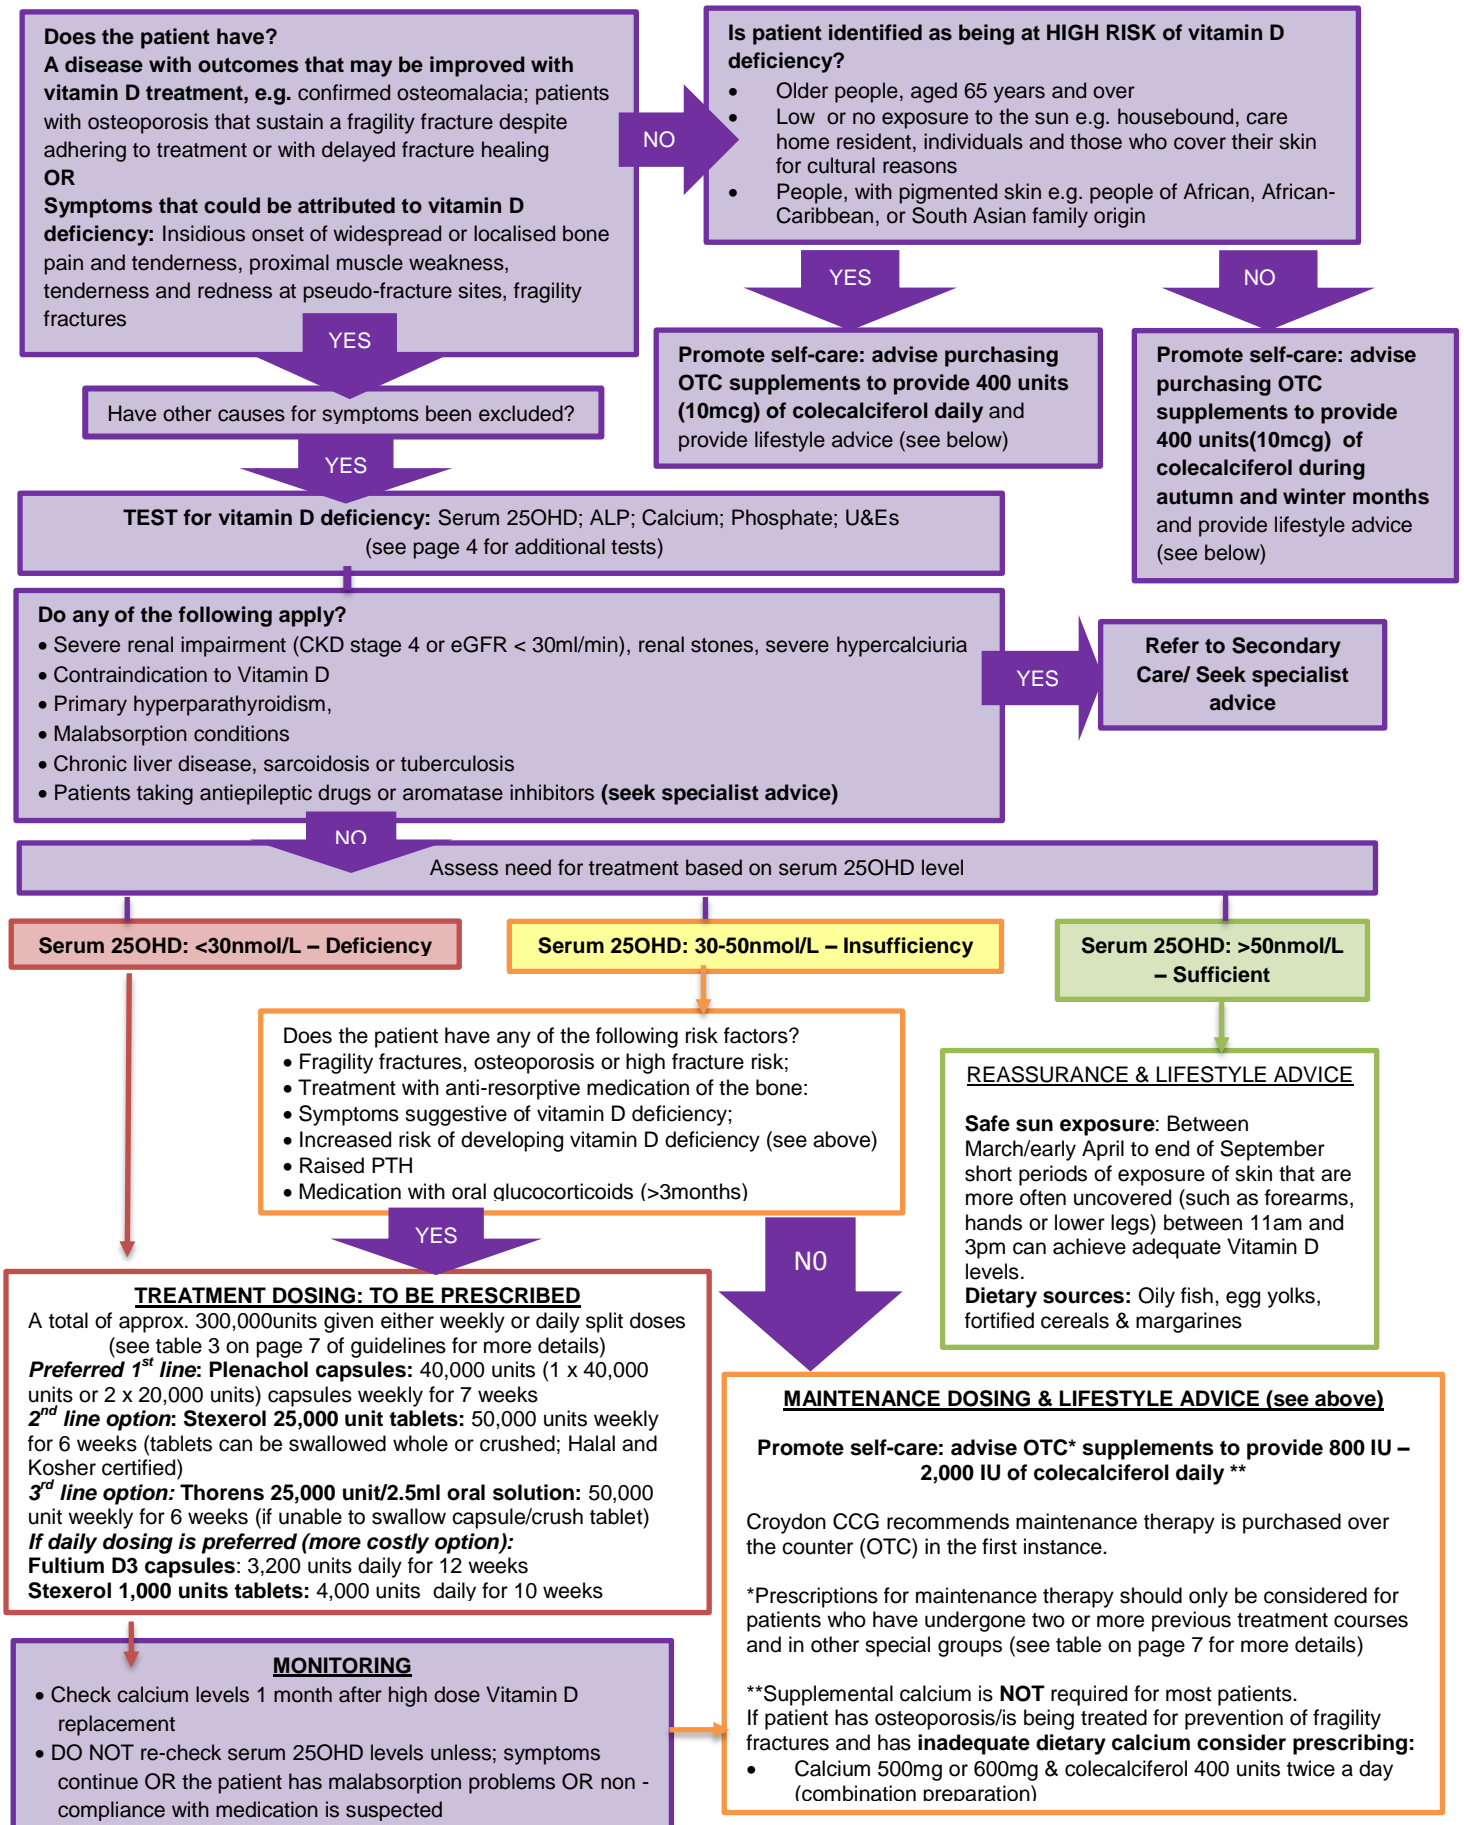 Does the patient have?
A disease with outcomes that may be improved with
vitamin D treatment, e.g. confirmed osteomalacia; patients
with osteoporosis that sustain a fragility fracture despite
adhering to treatment or with delayed fracture healing
OR
Symptoms that could be attributed to vitamin D
deficiency: Insidious onset of widespread or localised bone
pain and tenderness, proximal muscle weakness,
tenderness and redness at pseudo-fracture sites, fragility
fractures
NO
Is patient identified as being at HIGH RISK of vitamin D
deficiency?
• Older people, aged 65 years and over
• Low or no exposure to the sun e.g. housebound, care
home resident, individuals and those who cover their skin
for cultural reasons
• People, with pigmented skin e.g. people of African, African-
Caribbean, or South Asian family origin
YES
NO
YES
Promote self-care: advise purchasing
OTC supplements to provide 400 units
(10mcg) of colecalciferol daily and
provide lifestyle advice (see below)
Promote self-care: advise
purchasing OTC
supplements to provide
400 units(10mcg) of
colecalciferol during
autumn and winter months
and provide lifestyle advice
(see below)
Have other causes for symptoms been excluded?
YES
TEST for vitamin D deficiency: Serum 25OHD; ALP; Calcium; Phosphate; U&Es
(see page 4 for additional tests)
Do any of the following apply?
• Severe renal impairment (CKD stage 4 or eGFR < 30ml/min), renal stones, severe hypercalciuria
• Contraindication to Vitamin D
• Primary hyperparathyroidism,
• Malabsorption conditions
• Chronic liver disease, sarcoidosis or tuberculosis
• Patients taking antiepileptic drugs or aromatase inhibitors (seek specialist advice)
YES
Refer to Secondary
Care/ Seek specialist
advice
NO
Assess need for treatment based on serum 25OHD level
Serum 25OHD: <30nmol/L – Deficiency
Serum 25OHD: 30-50nmol/L – Insufficiency
Serum 25OHD: >50nmol/L
– Sufficient
Does the patient have any of the following risk factors?
• Fragility fractures, osteoporosis or high fracture risk;
• Treatment with anti-resorptive medication of the bone:
• Symptoms suggestive of vitamin D deficiency;
• Increased risk of developing vitamin D deficiency (see above)
• Raised PTH
• Medication with oral glucocorticoids (>3months)
REASSURANCE & LIFESTYLE ADVICE
Safe sun exposure: Between
March/early April to end of September
short periods of exposure of skin that are
more often uncovered (such as forearms,
hands or lower legs) between 11am and
3pm can achieve adequate Vitamin D
levels.
Dietary sources: Oily fish, egg yolks,
fortified cereals & margarines
YES
N0
TREATMENT DOSING: TO BE PRESCRIBED
A total of approx. 300,000units given either weekly or daily split doses
(see table 3 on page 7 of guidelines for more details)
Preferred 1st line: Plenachol capsules: 40,000 units (1 x 40,000
units or 2 x 20,000 units) capsules weekly for 7 weeks
2nd line option: Stexerol 25,000 unit tablets: 50,000 units weekly
for 6 weeks (tablets can be swallowed whole or crushed; Halal and
Kosher certified)
3rd line option: Thorens 25,000 unit/2.5ml oral solution: 50,000
unit weekly for 6 weeks (if unable to swallow capsule/crush tablet)
If daily dosing is preferred (more costly option):
Fultium D3 capsules: 3,200 units daily for 12 weeks
Stexerol 1,000 units tablets: 4,000 units daily for 10 weeks
MAINTENANCE DOSING & LIFESTYLE ADVICE (see above)
Promote self-care: advise OTC* supplements to provide 800 IU –
2,000 IU of colecalciferol daily **
Croydon CCG recommends maintenance therapy is purchased over
the counter (OTC) in the first instance.
*Prescriptions for maintenance therapy should only be considered for
patients who have undergone two or more previous treatment courses
and in other special groups (see table on page 7 for more details)
**Supplemental calcium is NOT required for most patients.
If patient has osteoporosis/is being treated for prevention of fragility
fractures and has inadequate dietary calcium consider prescribing:
• Calcium 500mg or 600mg & colecalciferol 400 units twice a day
(combination preparation)
MONITORING
• Check calcium levels 1 month after high dose Vitamin D
replacement
• DO NOT re-check serum 25OHD levels unless; symptoms
continue OR the patient has malabsorption problems OR non -
compliance with medication is suspected